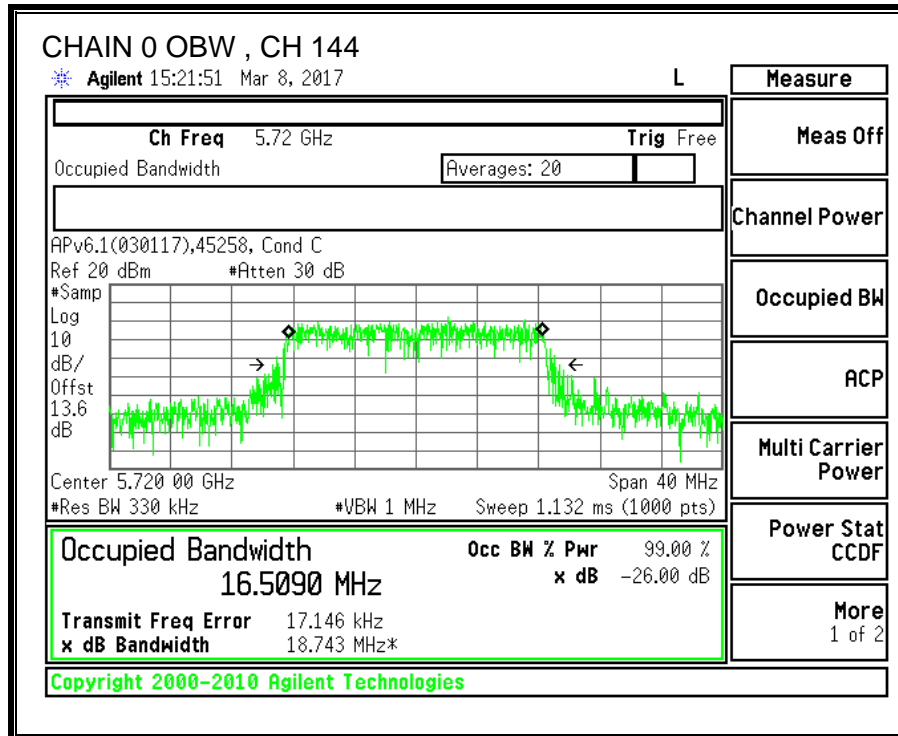 CHAIN 0 OBW , CH 144
Agilent 15:21:51 Mar 8, 2017 L
Measure
Ch Freq 5.72 GHz Trig Free
Meas Off
Occupied Bandwidth Averages: 20
Channel Power
APv6.1(030117),45258, Cond C
Ref 20 dBm #Atten 30 dB
#Samp
Log
10
dB/
Offst
13.6
dB
Occupied BW
ACP
Multi Carrier
Power
Center 5.720 00 GHz Span 40 MHz
#Res BW 330 kHz #VBW 1 MHz Sweep 1.132 ms (1000 pts)
Power Stat
CCDF
Occupied Bandwidth Occ BW % Pwr 99.00 %
16.5090 MHz x dB -26.00 dB
Transmit Freq Error 17.146 kHz
x dB Bandwidth 18.743 MHz*
More
1 of 2
Copyright 2000-2010 Agilent Technologies